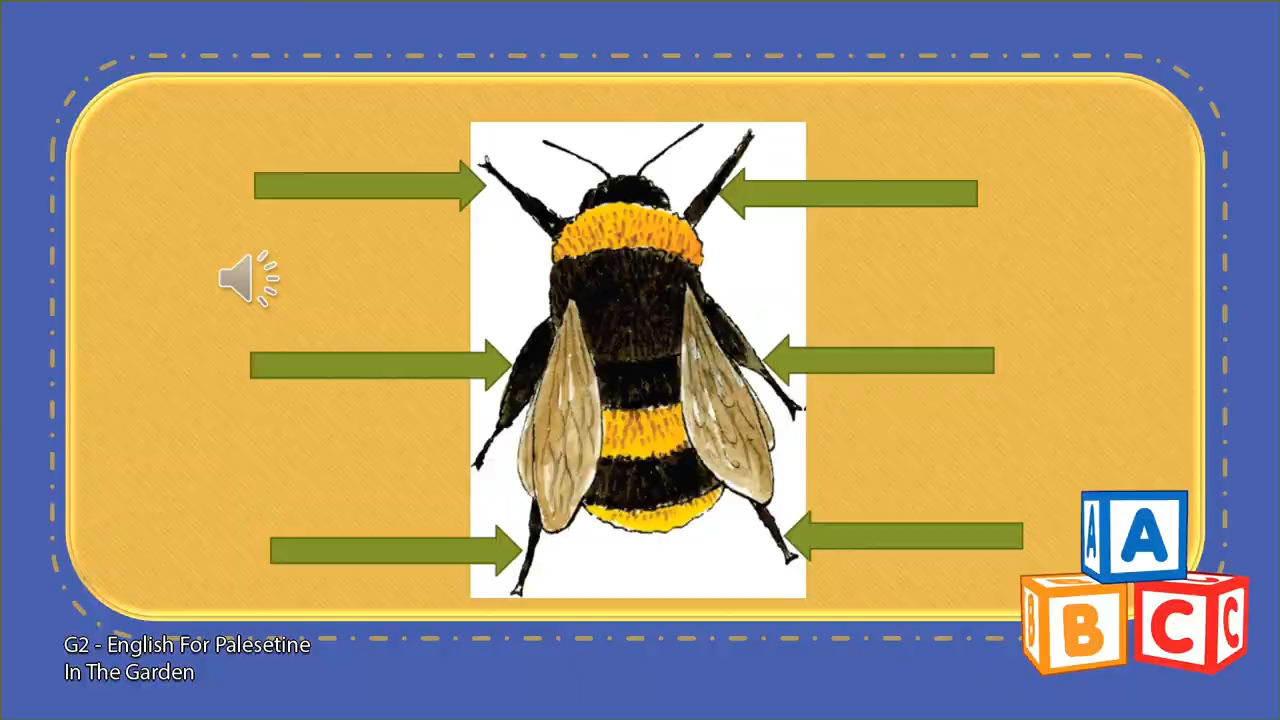 G2 - English For Palesetine
In The Garden
A A
B B
C C